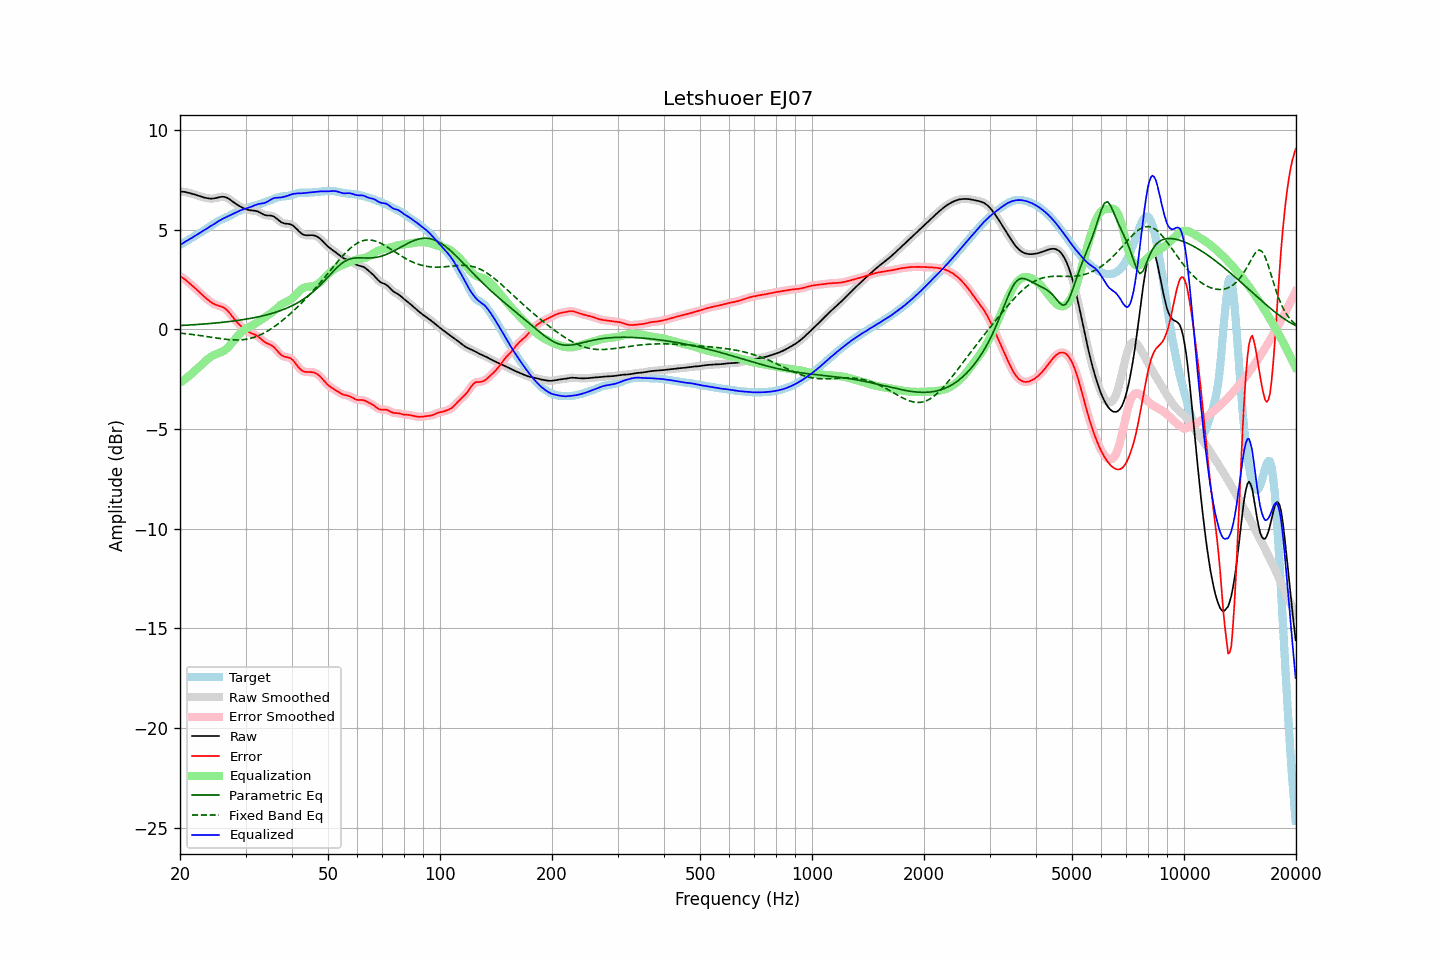 Letshuoer EJ07
10
5
0
−5
−10
−15
−20
−25
Amplitude (dBr)
Target
Raw Smoothed
Error Smoothed
Raw
Error
Equalization
Parametric Eq
Fixed Band Eq
Equalized
20 50 100 200 500 1000 2000 5000 10000 20000
Frequency (Hz)